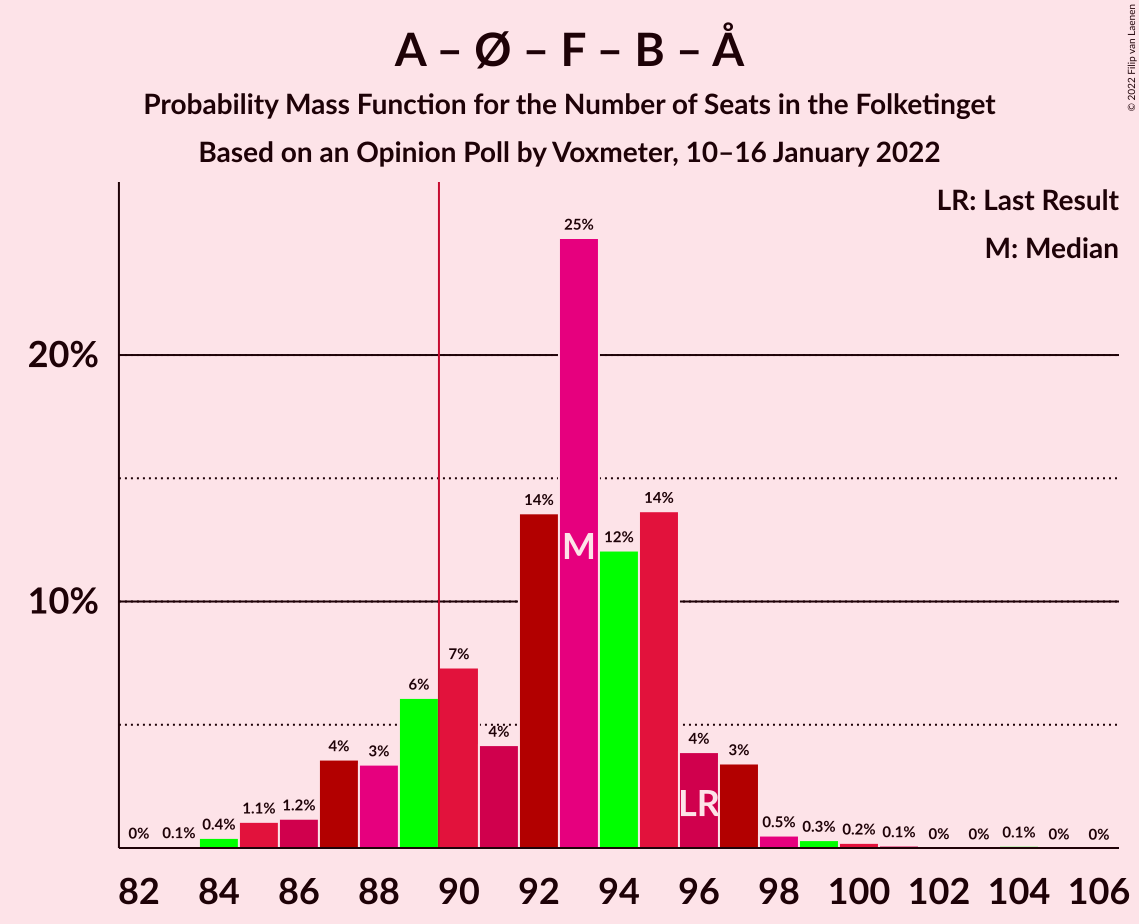 A – Ø – F – B – Å
Probability Mass Function for the Number of Seats in the Folketinget
Based on an Opinion Poll by Voxmeter, 10–16 January 2022
© 2022 Filip van Laenen
LR: Last Result
M: Median
20%
10%
0% 0.1% 0.4% 1.1% 1.2% 4% 3% 6% 7% 4% 14% 25% 12% 14% 4% 3% 0.5% 0.3% 0.2% 0.1% 0% 0% 0.1% 0% 0%
M
LR
82 84 86 88 90 92 94 96 98 100 102 104 106